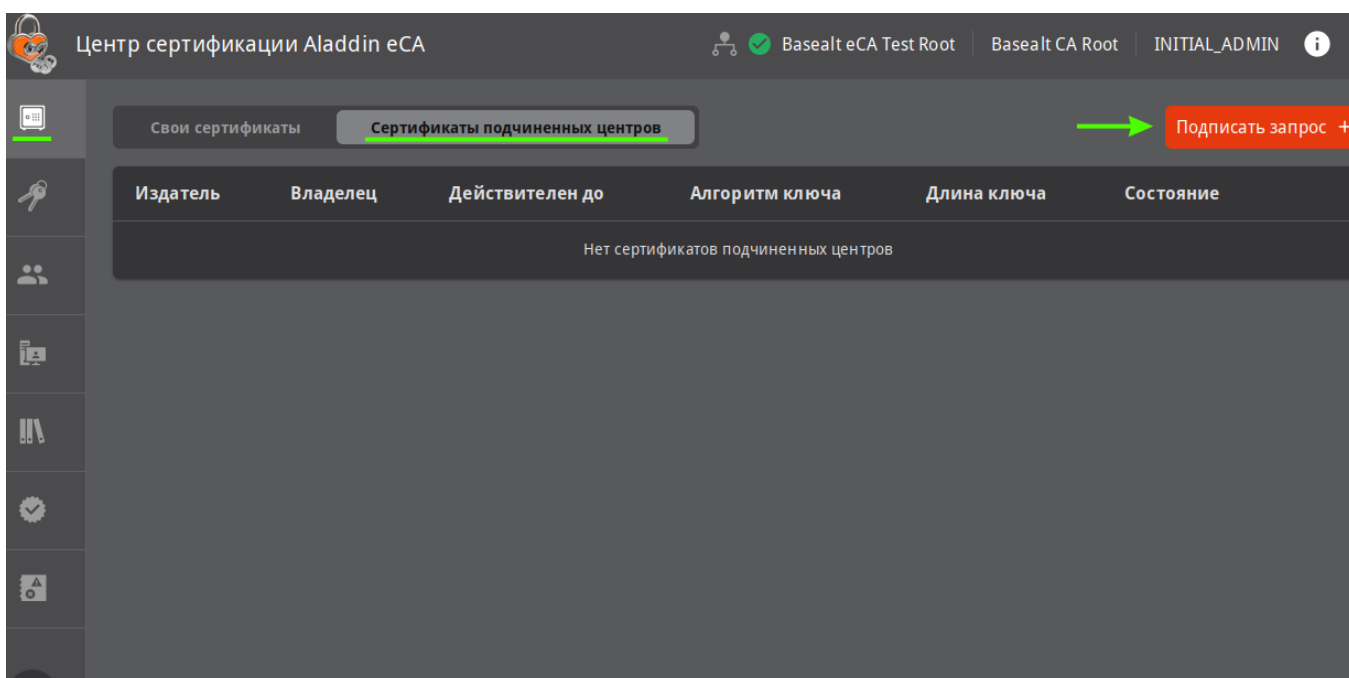 Центр сертификации Aladdin eCA Basealt eCA Test Root Basealt CA Root INITIAL_ADMIN
Свои сертификаты Сертификаты подчиненных центров Подписать запрос +
Издатель Владелец Действителен до Алгоритм ключа Длина ключа Состояние
Нет сертификатов подчиненных центров